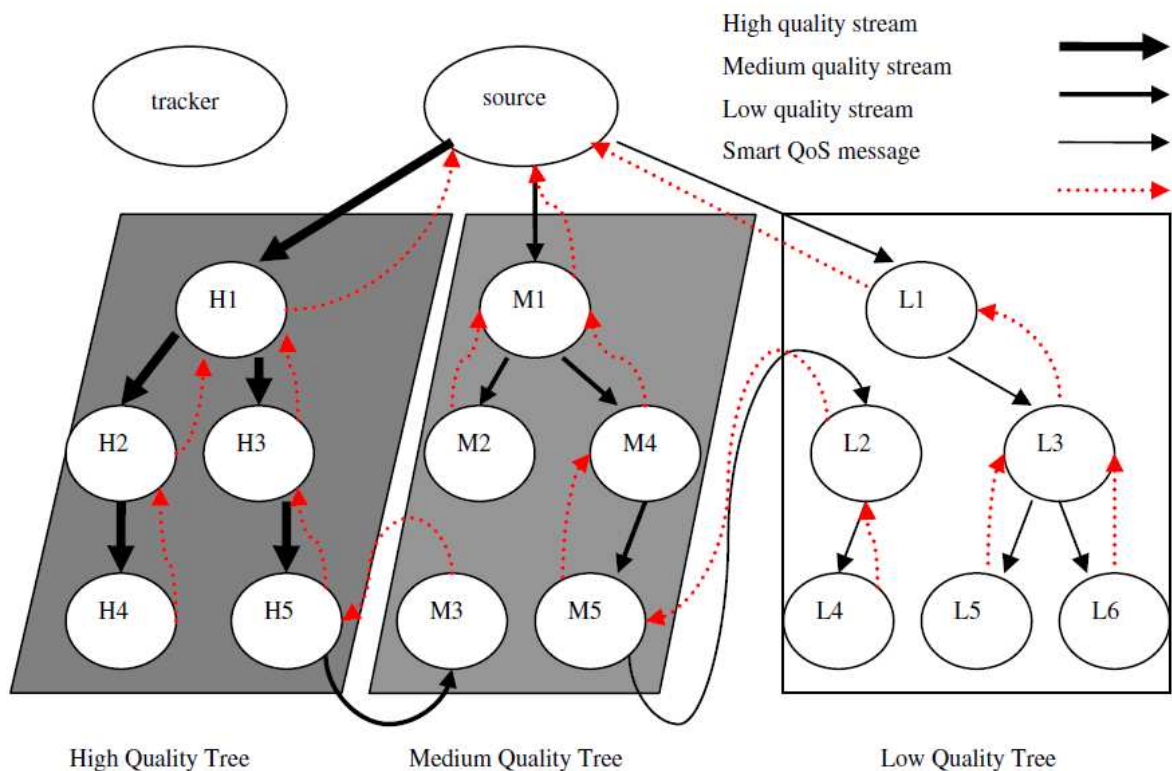 High quality stream
Medium quality stream
Low quality stream
Smart QoS message
tracker
source
H1
M1
L1
H2
H3
M2
M4
L2
L3
H4
H5
M3
M5
L4
L5
L6
High Quality Tree
Medium Quality Tree
Low Quality Tree